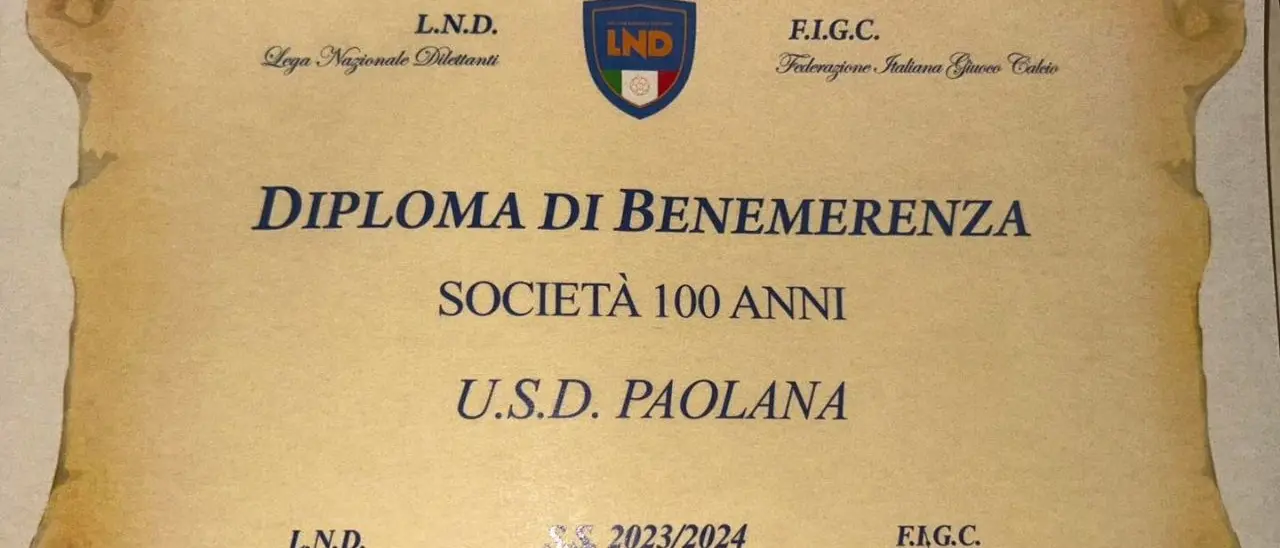 L.N.D. F.I.G.C.
Lega Nazionale Dilettanti Federazione Italiana Giuoco Calcio
LND
DIPLOMA DI BENEMERENZA
SOCIETÀ 100 ANNI
U.S.D. PAOLANA
L.N.D. S.S. 2023/2024 F.I.G.C.